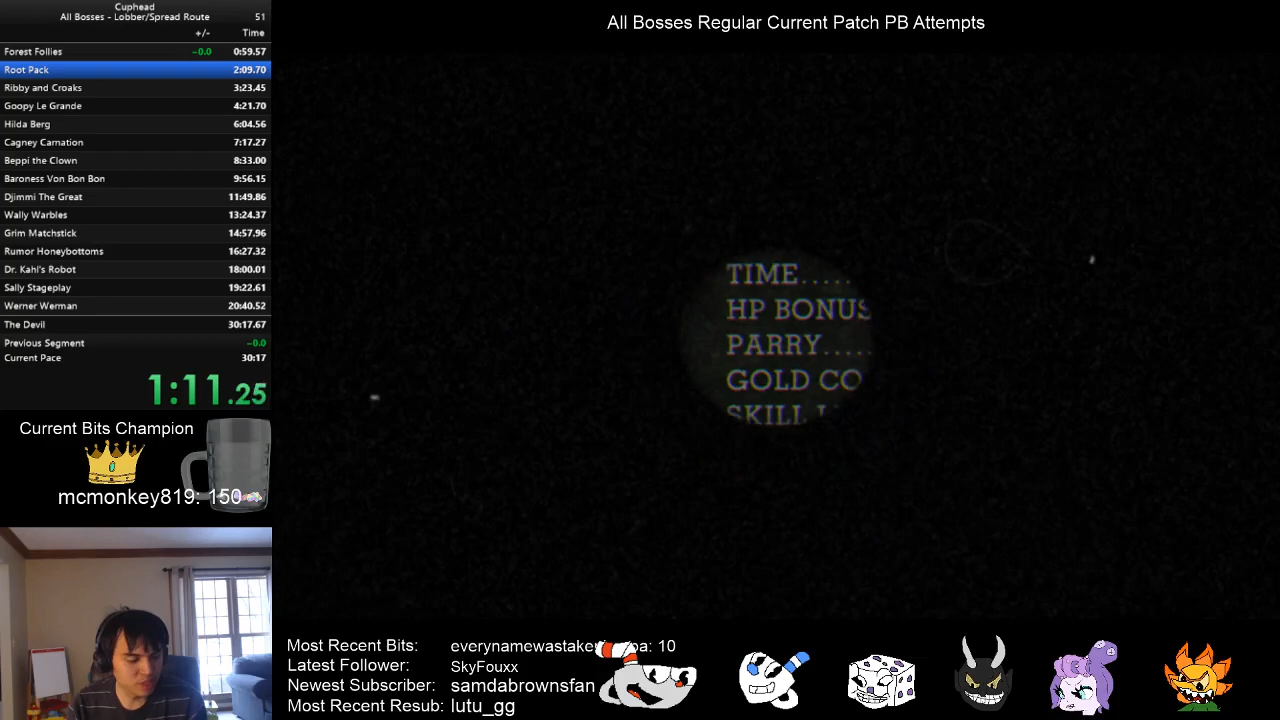 Cuphead
All Bosses - Lobber/Spread Route 51
+/- Time
Forest Follies −0.0 0:59.57
Root Pack 2:09.70
Ribby and Croaks 3:23.45
Goopy Le Grande 4:21.70
Hilda Berg 6:04.56
Cagney Carnation 7:17.27
Beppi the Clown 8:33.00
Baroness Von Bon Bon 9:56.15
Djimmi The Great 11:49.86
Wally Warbles 13:24.37
Grim Matchstick 14:57.96
Rumor Honeybottoms 16:27.32
Dr. Kahl's Robot 18:00.01
Sally Stageplay 19:22.61
Werner Werman 20:40.52
The Devil 30:17.67
Previous Segment −0.0
Current Pace 30:17
1:11.25
Current Bits Champion
mcmonkey819: 150
All Bosses Regular Current Patch PB Attempts
TIME.....
HP BONUS
PARRY.....
GOLD CO
SKILL
Most Recent Bits: 10
Latest Follower: SkyFouxx
Newest Subscriber: samdabrownsfan
Most Recent Resub: lutu_gg